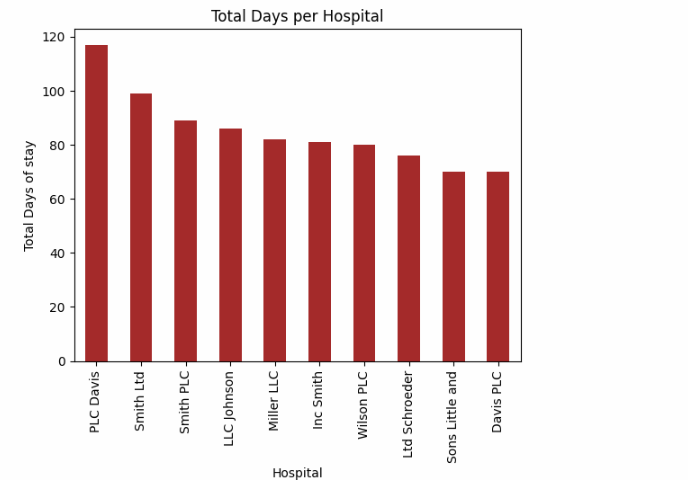 Total Days per Hospital
Total Days of stay
120
100
80
60
40
20
0
PLC Davis
Smith Ltd
Smith PLC
LLC Johnson
Miller LLC
Inc Smith
Wilson PLC
Ltd Schroeder
Sons Little and
Davis PLC
Hospital